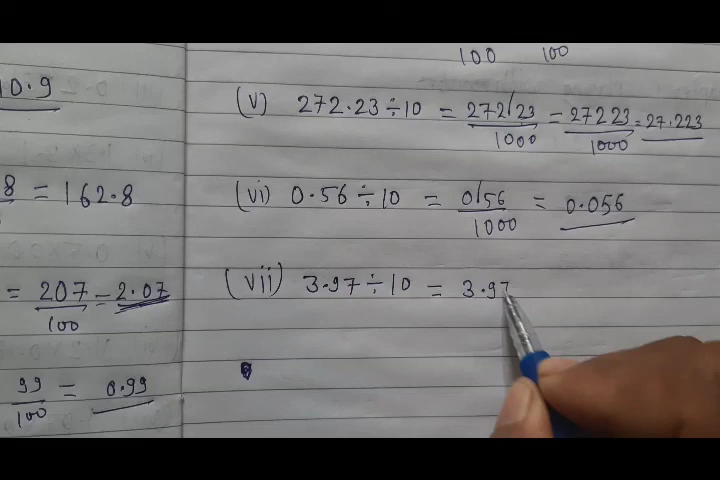 100 100
10.9
(v) 272.23 ÷ 10 = 272/23 / 1000 = 27223 / 1000 = 27.223
8 = 162.8
(vi) 0.56 ÷ 10 = 0/56 / 1000 = 0.056
= 207 / 100 = 2.07
(vii) 3.97 ÷ 10 = 3.97
99 / 100 = 0.99